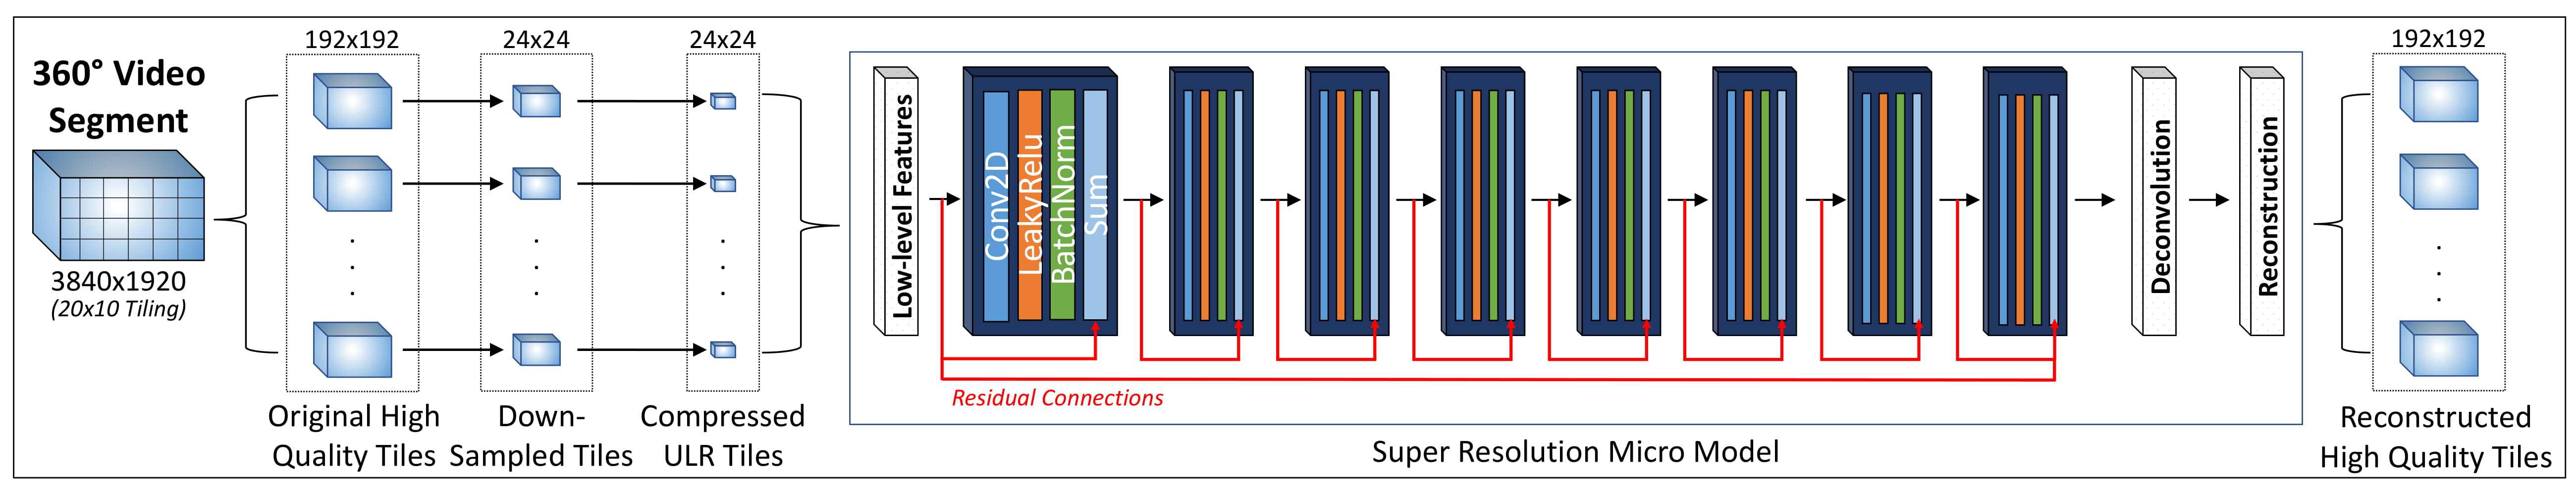 360° Video
Segment
3840x1920
(20x10 Tiling)
192x192
Original High
Quality Tiles
24x24
Down-
Sampled Tiles
24x24
Compressed
ULR Tiles
Low-level Features
Conv2D
LeakyRelu
BatchNorm
Sum
Residual Connections
Deconvolution
Reconstruction
Super Resolution Micro Model
192x192
Reconstructed
High Quality Tiles